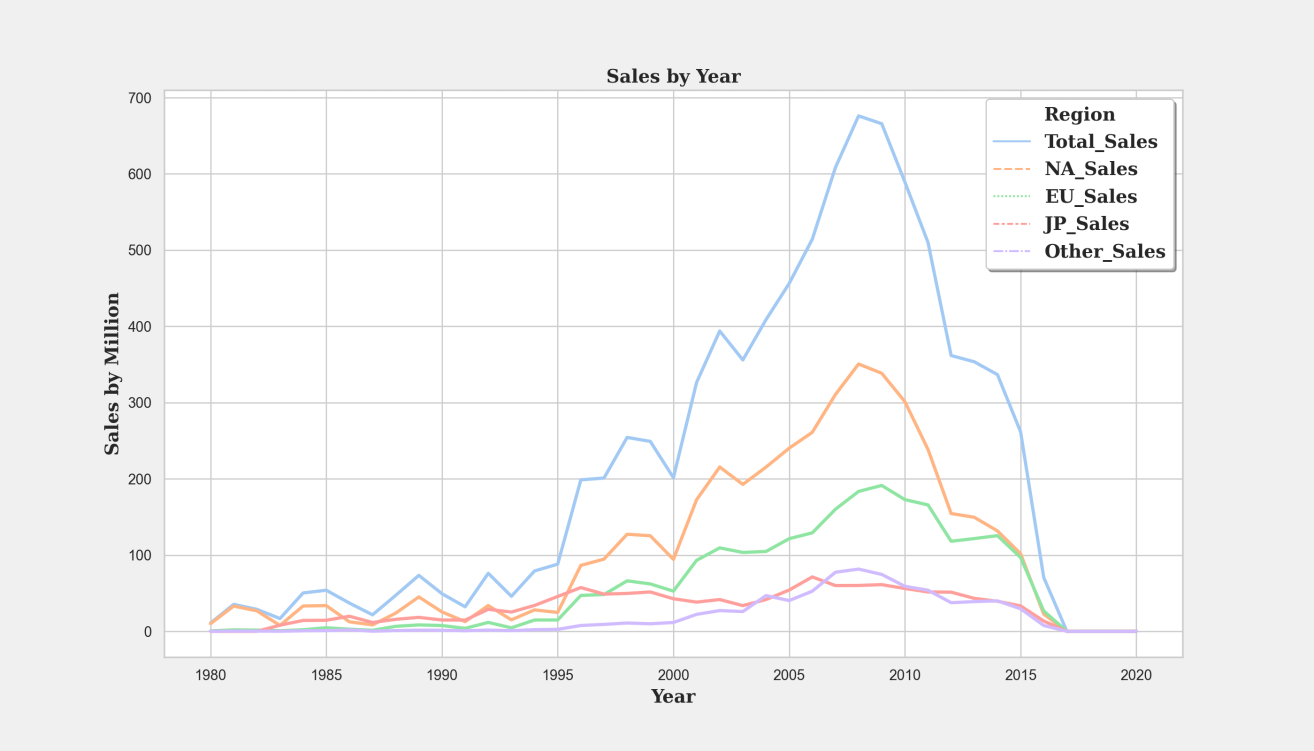 Sales by Year
700
600
500
400
300
200
100
0
Sales by Million
1980 1985 1990 1995 2000 2005 2010 2015 2020
Year
Region
Total_Sales
NA_Sales
EU_Sales
JP_Sales
Other_Sales